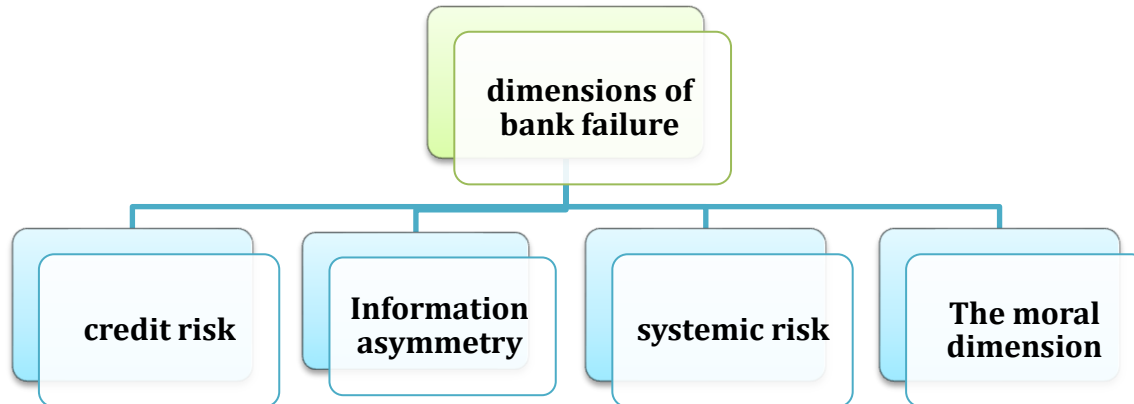 dimensions of
bank failure
credit risk
Information
asymmetry
systemic risk
The moral
dimension